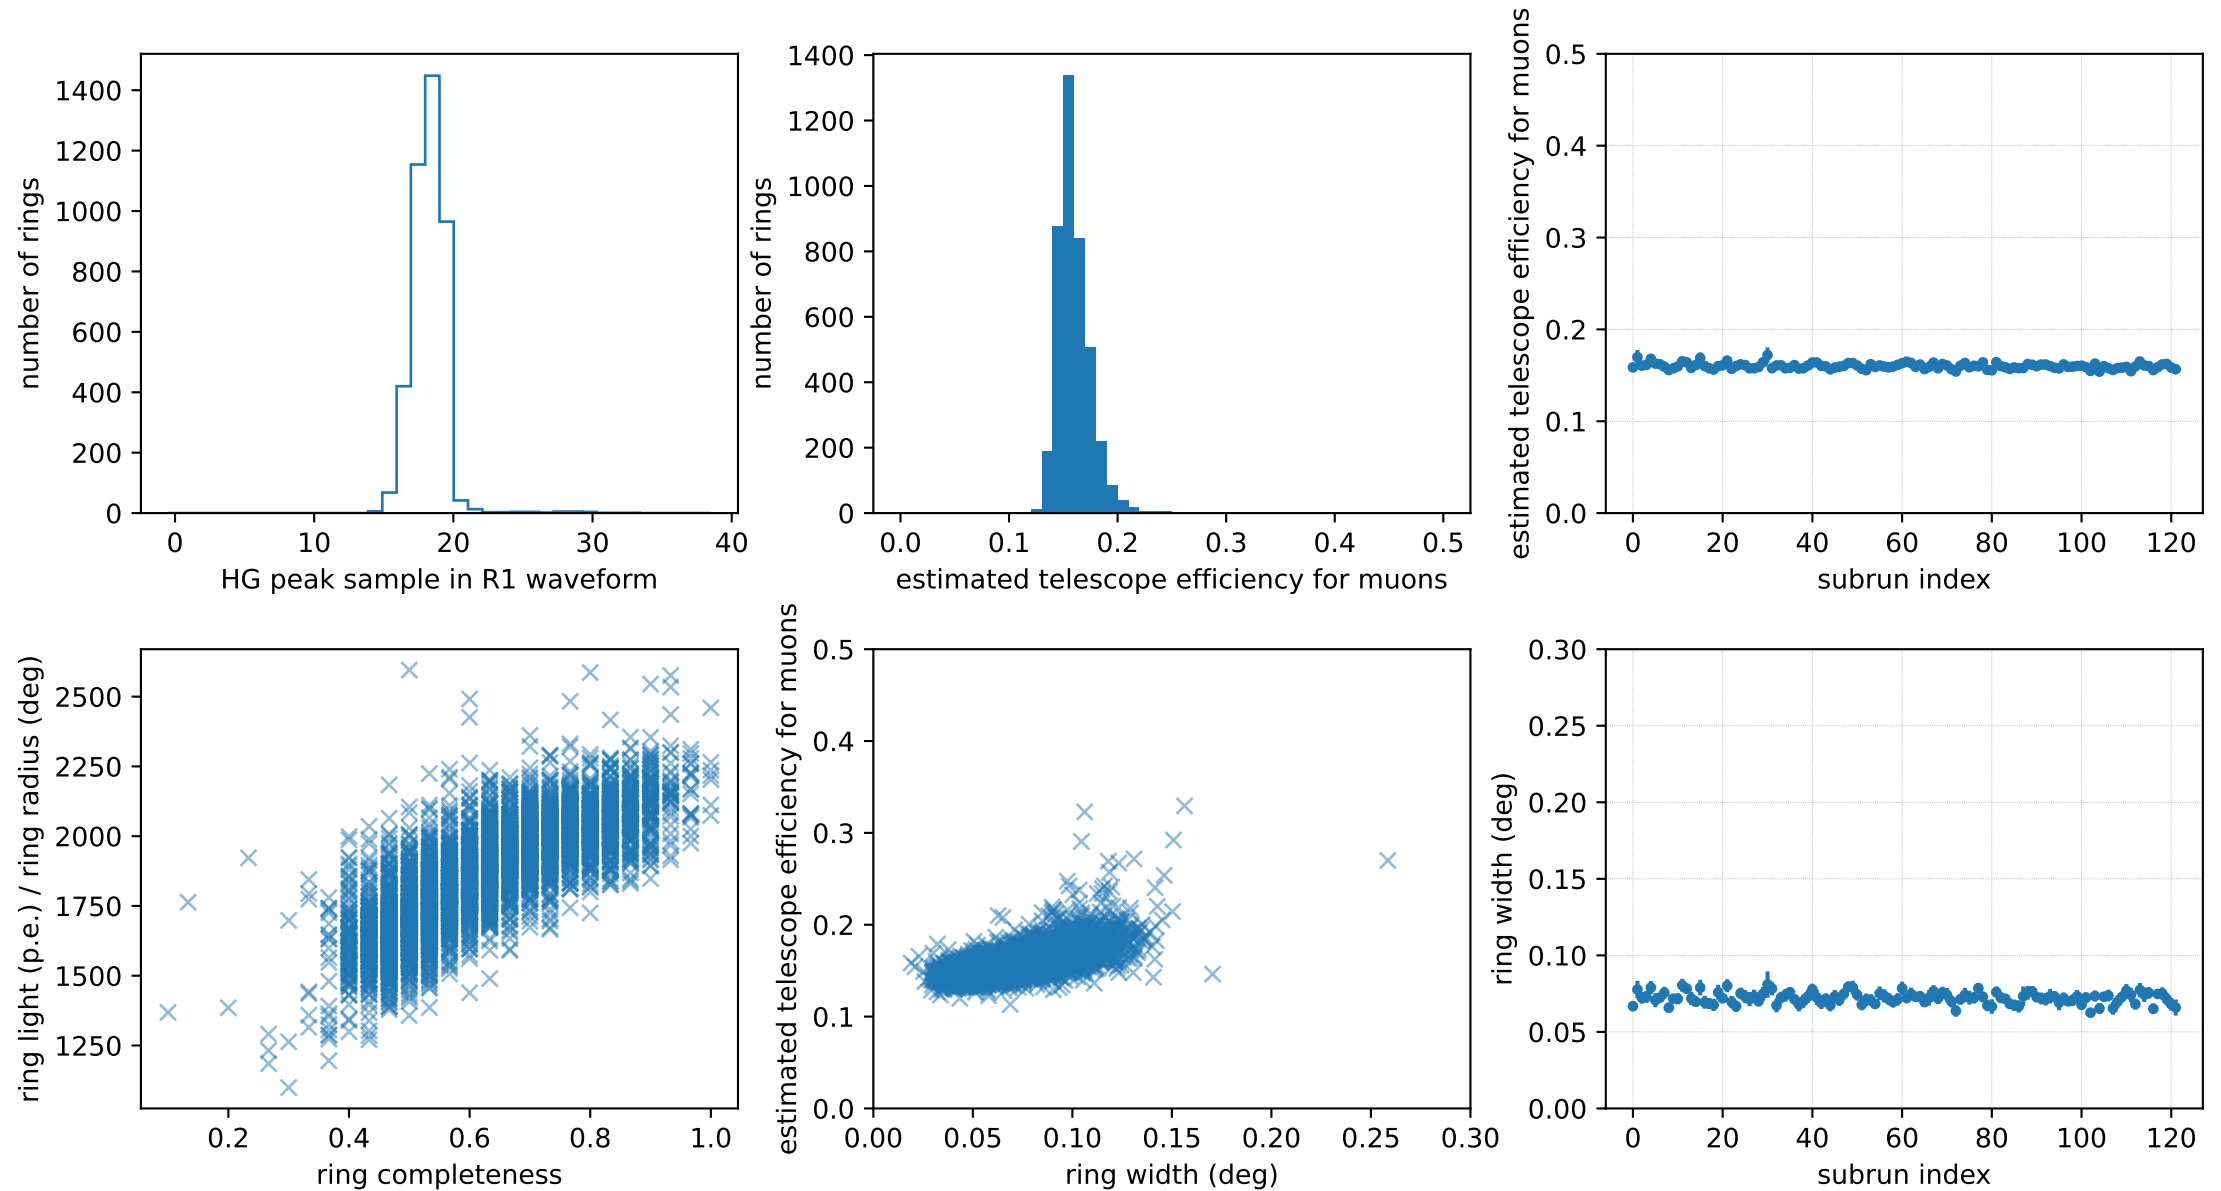 1400
1200
1000
800
600
400
200
0
number of rings
0 10 20 30 40
HG peak sample in R1 waveform
1400
1200
1000
800
600
400
200
0
number of rings
0.0 0.1 0.2 0.3 0.4 0.5
estimated telescope efficiency for muons
0.5
0.4
0.3
0.2
0.1
0.0
estimated telescope efficiency for muons
0 20 40 60 80 100 120
subrun index
2500
2250
2000
1750
1500
1250
ring light (p.e.) / ring radius (deg)
0.2 0.4 0.6 0.8 1.0
ring completeness
0.5
0.4
0.3
0.2
0.1
0.0
estimated telescope efficiency for muons
0.00 0.05 0.10 0.15 0.20 0.25 0.30
ring width (deg)
0.30
0.25
0.20
0.15
0.10
0.05
0.00
ring width (deg)
0 20 40 60 80 100 120
subrun index